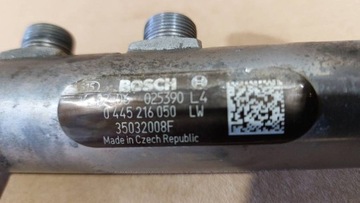 BOSCH
025390 L4
0 445 216 050 LW
35032008F
Made in Czech Republic